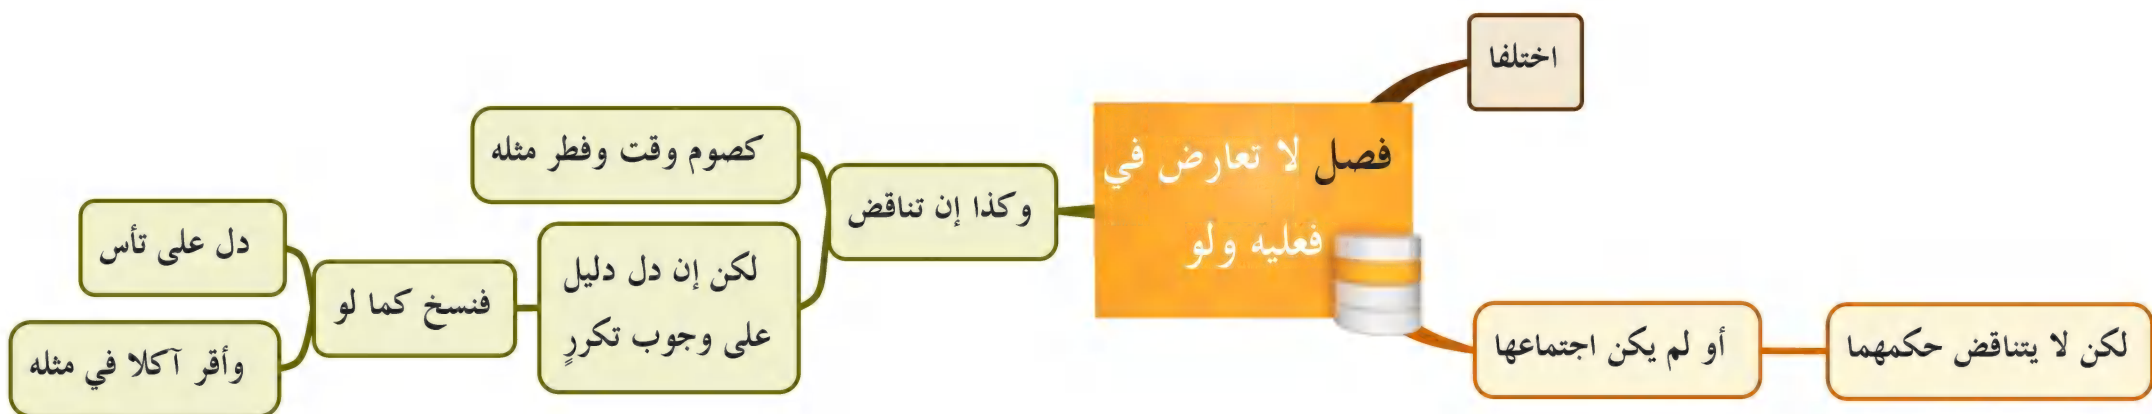 فصل لا تعارض في
فعليه ولو
اختلفا
أو لم يكن اجتماعها
لكن لا يتناقض حكمهما
وكذا إن تناقض
كصوم وقت وفطر مثله
لكن إن دل دليل
على وجوب تكررٍ
فنسخ كما لو
دل على تأس
وأقر آكلا في مثله